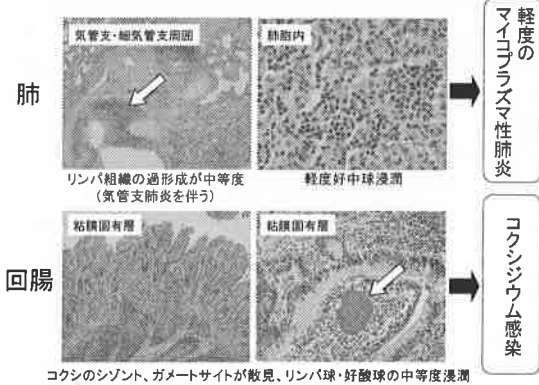 肺
気管支・細気管支周囲
肺胞内
リンパ組織の過形成が中等度
(気管支肺炎を伴う)
軽度好中球浸潤
軽度の
マイコプラズマ性肺炎
回腸
粘膜固有層
粘膜固有層
コクシジウム感染
コクシのシゾント、ガメートサイトが散見、リンパ球・好酸球の中等度浸潤